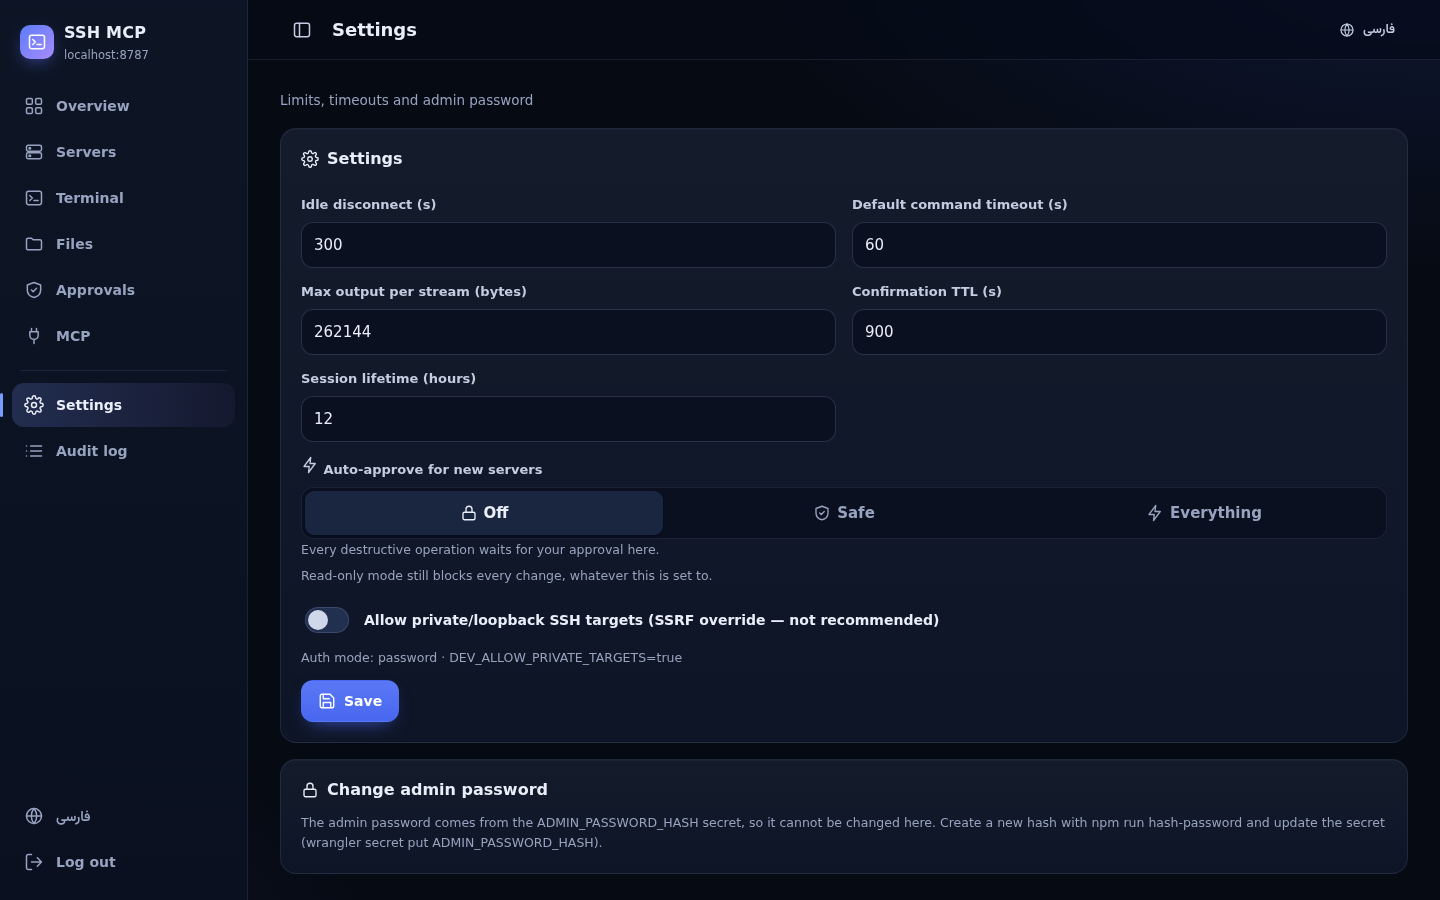 SSH MCP
localhost:8787
Overview
Servers
Terminal
Files
Approvals
MCP
Settings
Audit log
فارسی
Log out
Settings
فارسی
Limits, timeouts and admin password
Settings
Idle disconnect (s)
300
Default command timeout (s)
60
Max output per stream (bytes)
262144
Confirmation TTL (s)
900
Session lifetime (hours)
12
Auto-approve for new servers
Off
Safe
Everything
Every destructive operation waits for your approval here.
Read-only mode still blocks every change, whatever this is set to.
Allow private/loopback SSH targets (SSRF override — not recommended)
Auth mode: password · DEV_ALLOW_PRIVATE_TARGETS=true
Save
Change admin password
The admin password comes from the ADMIN_PASSWORD_HASH secret, so it cannot be changed here. Create a new hash with npm run hash-password and update the secret
(wrangler secret put ADMIN_PASSWORD_HASH).